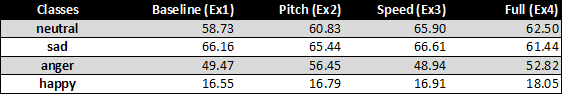 Classes Baseline (Ex1) Pitch (Ex2) Speed (Ex3) Full (Ex4)
neutral 58.73 60.83 65.90 62.50
sad 66.16 65.44 66.61 61.44
anger 49.47 56.45 48.94 52.82
happy 16.55 16.79 16.91 18.05